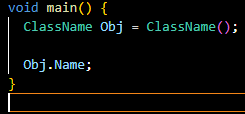 void main() {
  ClassName Obj = ClassName();

  Obj.Name;
}